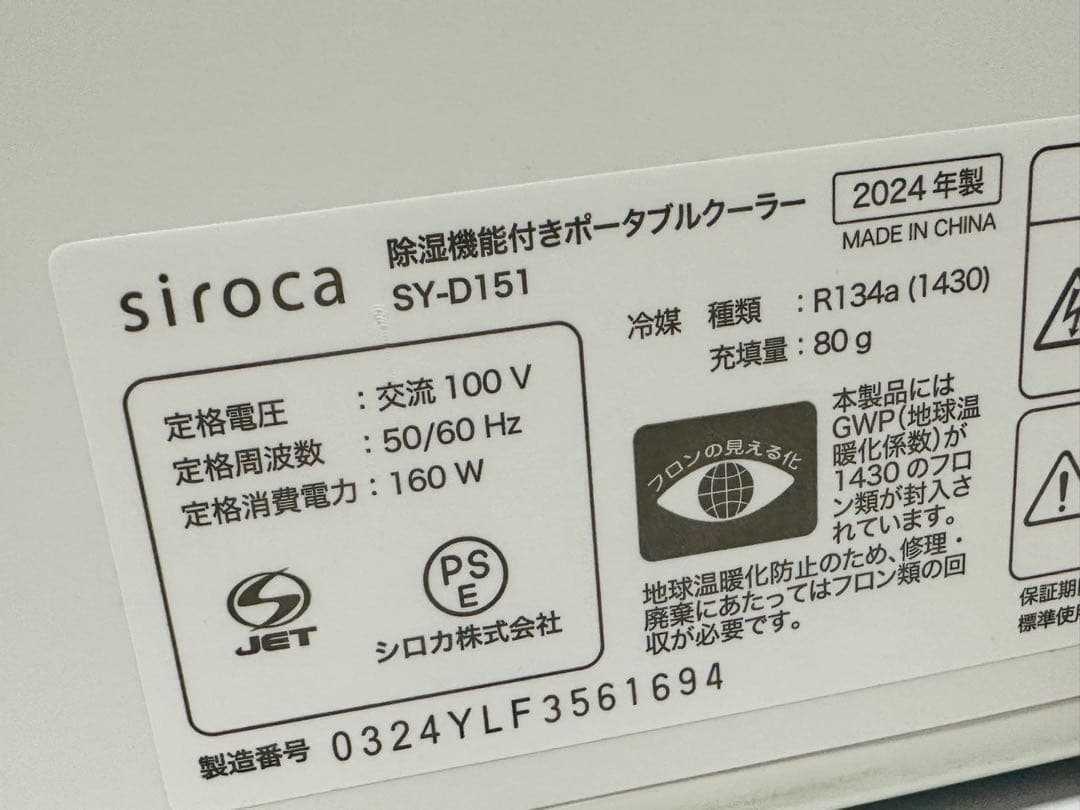 siroca
除湿機能付きポータブルクーラー
SY-D151
2024年製
MADE IN CHINA
定格電圧 : 交流 100 V
定格周波数 : 50/60 Hz
定格消費電力 : 160 W
JET
PSE
シロカ株式会社
冷媒 種類 : R134a (1430)
充填量 : 80 g
フロンの見える化
本製品には
GWP(地球温
暖化係数)が
1430 のフロ
ン類が封入さ
れています。
地球温暖化防止のため、修理・
廃棄にあたってはフロン類の回
収が必要です。
製造番号 0324YLF3561694
保証期
標準使